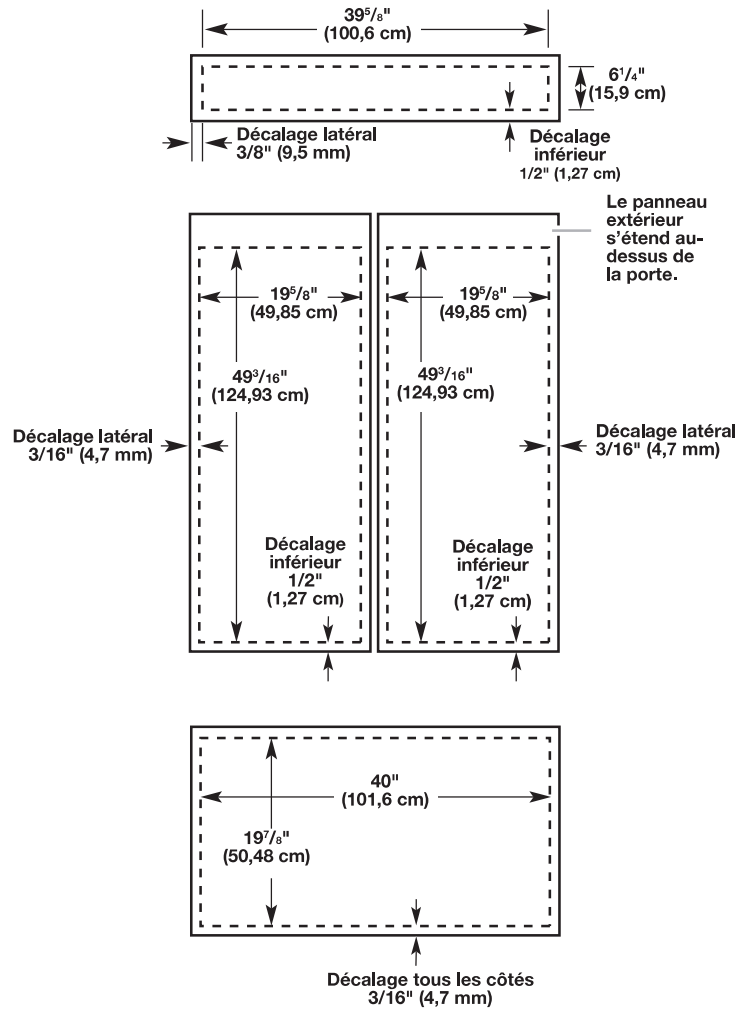 39⁵/₈"
(100,6 cm)
6¹/₄"
(15,9 cm)
Décalage latéral
3/8" (9,5 mm)
Décalage
inférieur
1/2" (1,27 cm)
Le panneau
extérieur
s’étend au-
dessus de
la porte.
19⁵/₈"
(49,85 cm)
19⁵/₈"
(49,85 cm)
49³/₁₆"
(124,93 cm)
49³/₁₆"
(124,93 cm)
Décalage latéral
3/16" (4,7 mm)
Décalage latéral
3/16" (4,7 mm)
Décalage
inférieur
1/2"
(1,27 cm)
Décalage
inférieur
1/2"
(1,27 cm)
40"
(101,6 cm)
19⁷/₈"
(50,48 cm)
Décalage tous les côtés
3/16" (4,7 mm)